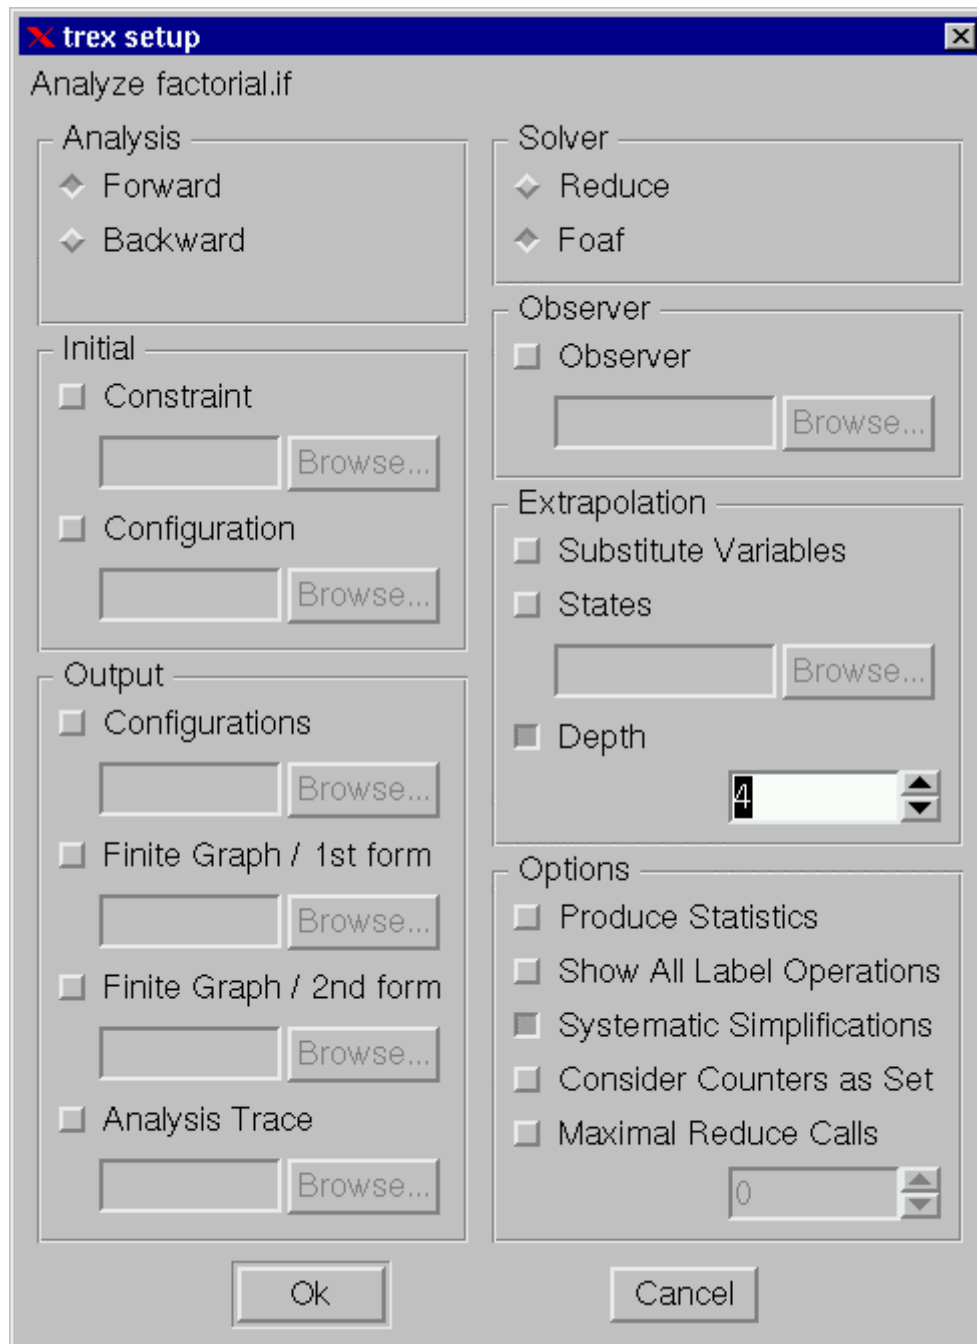 trex setup
Analyze factorial.if
Analysis
Forward
Backward
Initial
Constraint
Browse...
Configuration
Browse...
Output
Configurations
Browse...
Finite Graph / 1st form
Browse...
Finite Graph / 2nd form
Browse...
Analysis Trace
Browse...
Solver
Reduce
Foaf
Observer
Observer
Browse...
Extrapolation
Substitute Variables
States
Browse...
Depth
4
Options
Produce Statistics
Show All Label Operations
Systematic Simplifications
Consider Counters as Set
Maximal Reduce Calls
0
Ok
Cancel